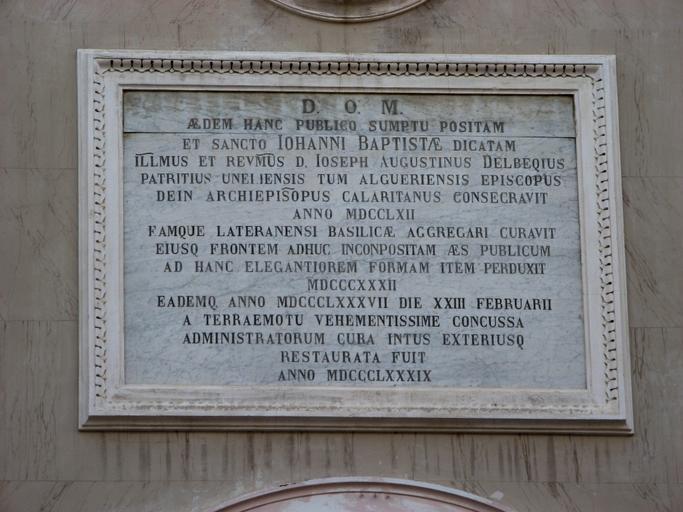 D. O. M.
ÆDEM HANC PUBLICO SUMPTU POSITAM
ET SANCTO IOHANNI BAPTISTÆ DICATAM
ILLMUS ET REVMUS D. IOSEPH AUGUSTINUS DELBEQIUS
PATRITIUS TUM ALGUERIENSIS EPISCOPUS
DEIN ARCHIEPISOPUS CALARITANUS CONSECRAVIT
ANNO MDCCLXII
FAMQUE LATERANENSI BASILICÆ AGGREGARI CURAVIT
EIUSQ FRONTEM ADHUC INCONPOSITAM ÆS PUBLICUM
AD HANC ELEGANTIOREM FORMAM ITEM PERDUXIT
MDCCCXXXII
EADEMQ. ANNO MDCCCLXXXVII DIE XXIII FEBRUARII
A TERRAEMOTU VEHEMENTISSIME CONCUSSA
ADMINISTRATORUM CURA INTUS EXTERIUSQ
RESTAURATA FUIT
ANNO MDCCCLXXXIX